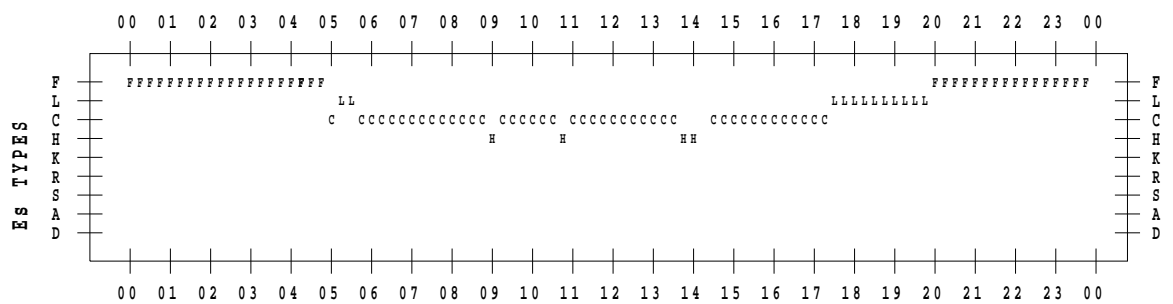 00 01 02 03 04 05 06 07 08 09 10 11 12 13 14 15 16 17 18 19 20 21 22 23 00
F FFFFFFFFFFFFFFFFFFFF FFFFFFFFFFFFFFFF F
L LL LLLLLLLLLL L
C C CCCCCCCCCCCCC CCCCCC CCCCCCCCCCC CCCCCCCCCCCC C
H H H HH H
K K
R R
S S
A A
D D
Es TYPES
00 01 02 03 04 05 06 07 08 09 10 11 12 13 14 15 16 17 18 19 20 21 22 23 00